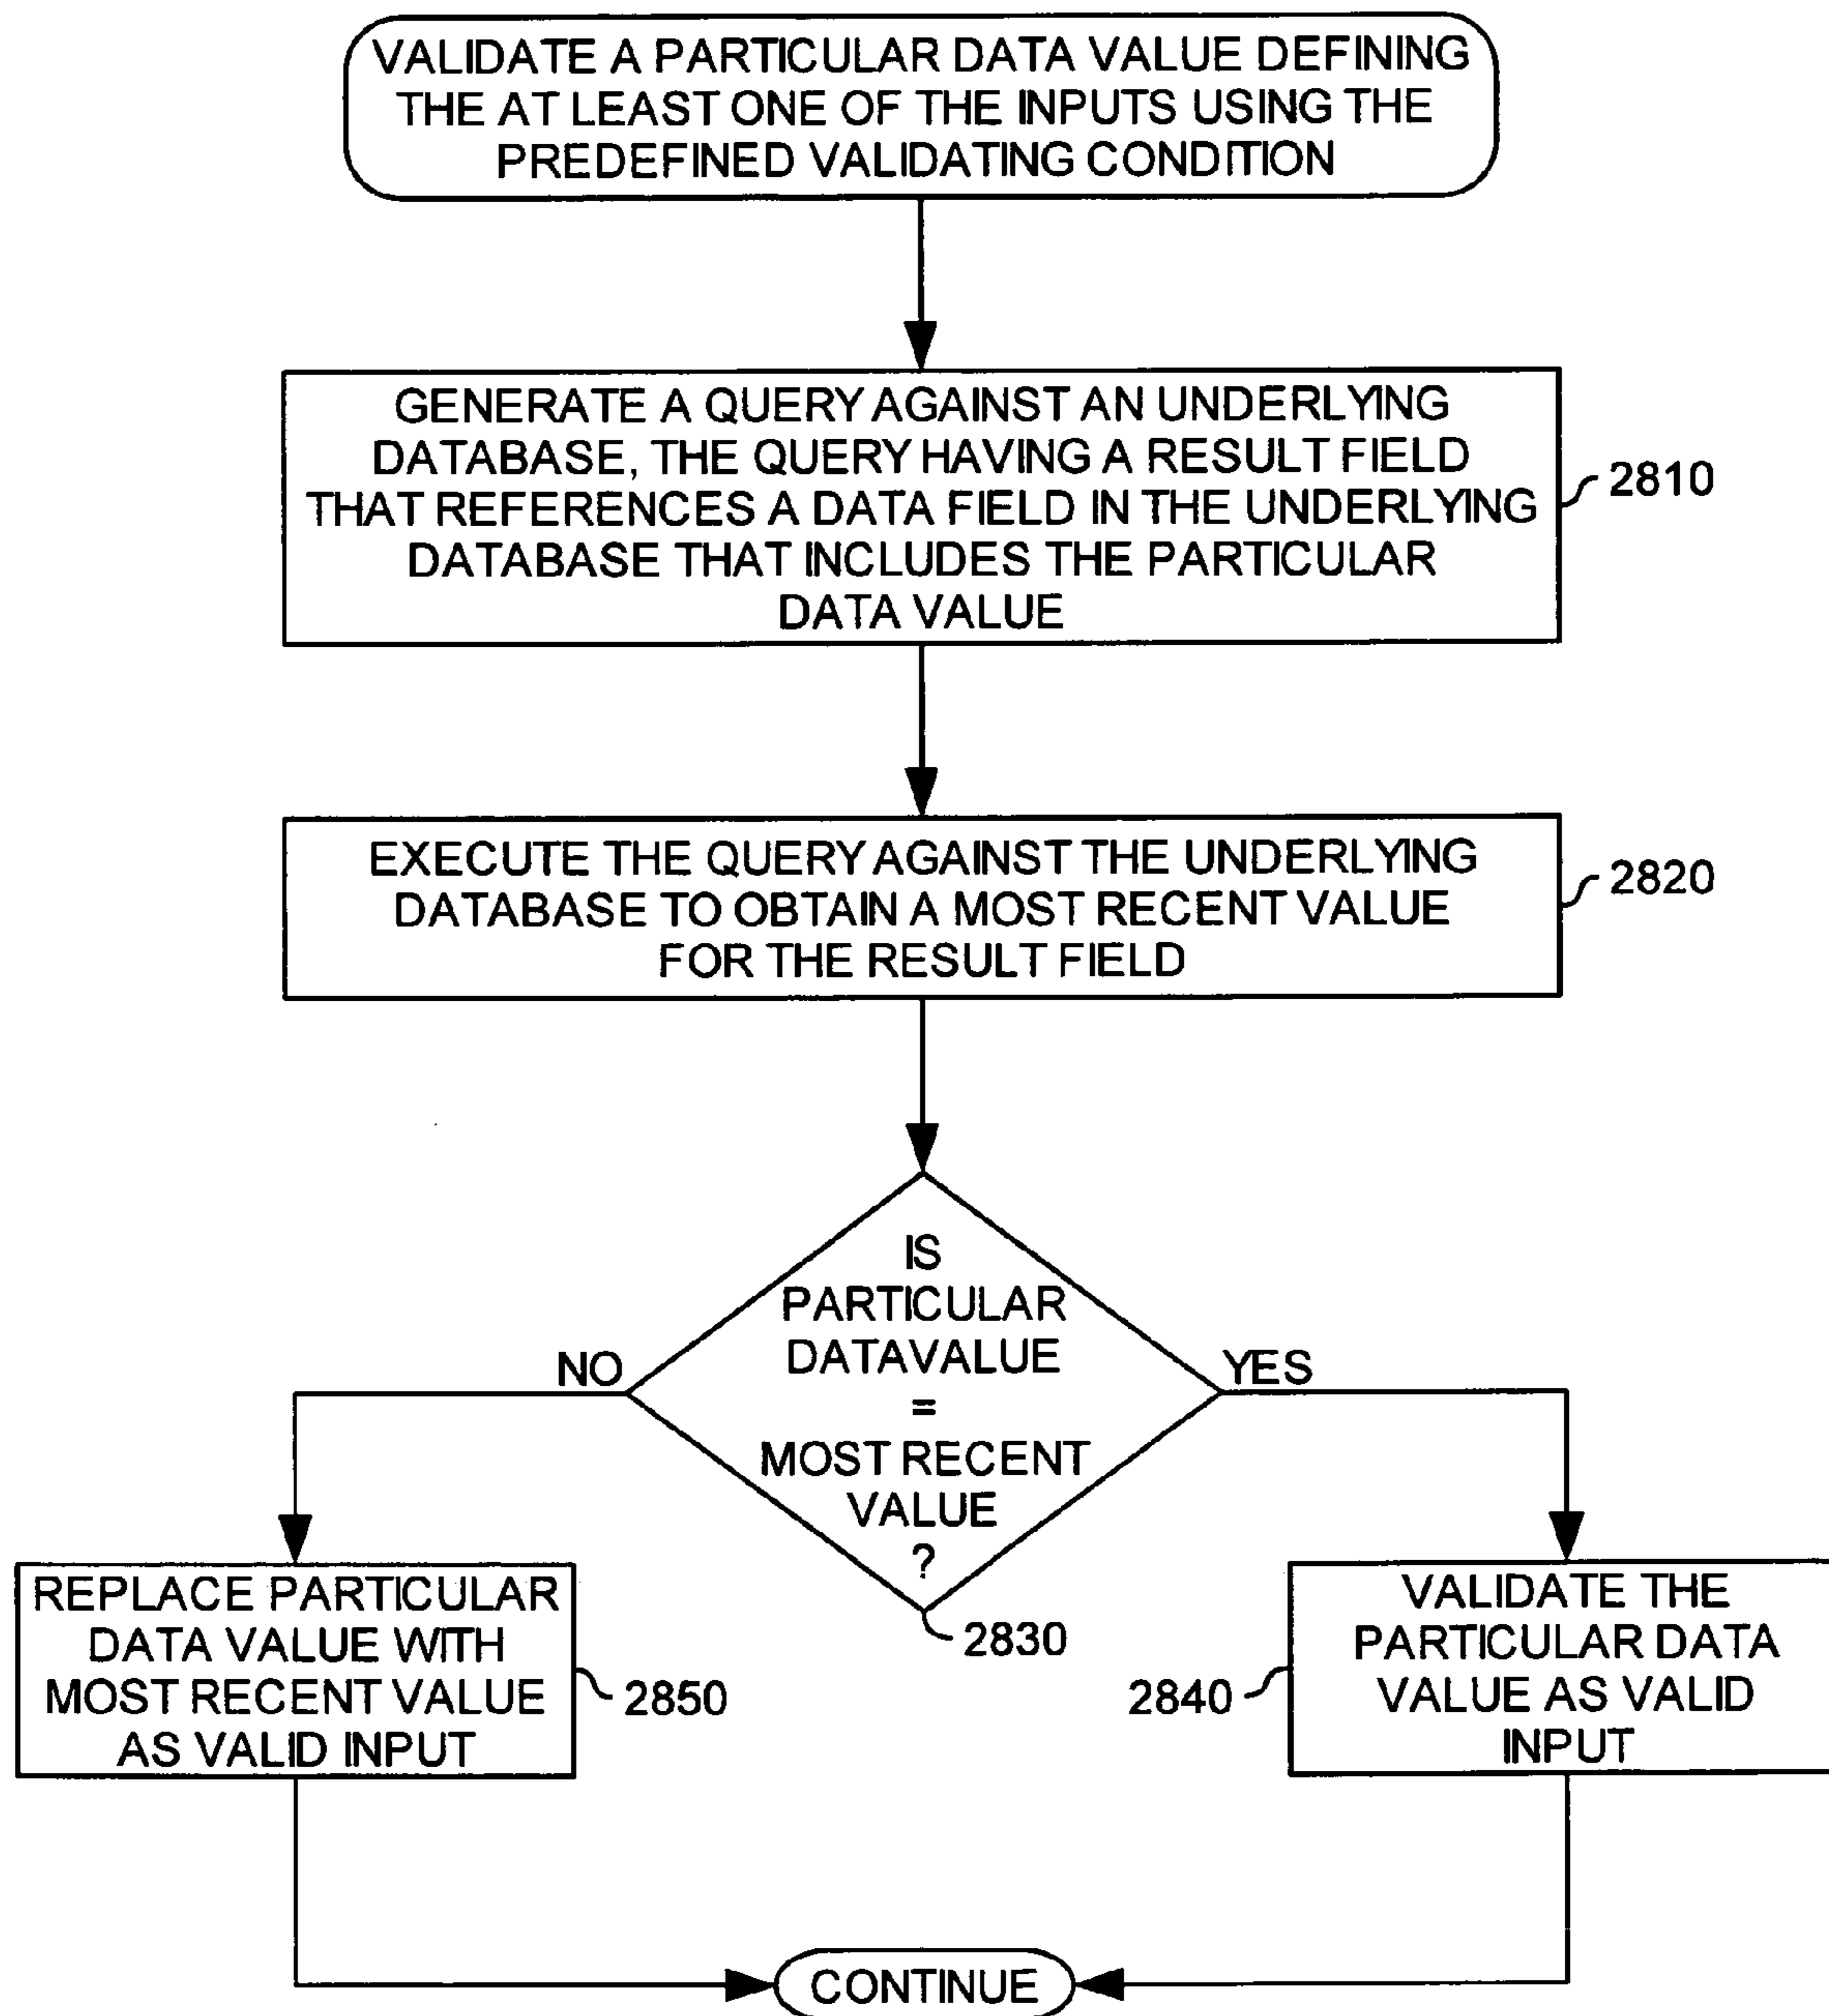 VALIDATE A PARTICULAR DATA VALUE DEFINING
THE AT LEAST ONE OF THE INPUTS USING THE
PREDEFINED VALIDATING CONDITION
GENERATE A QUERY AGAINST AN UNDERLYING
DATABASE, THE QUERY HAVING A RESULT FIELD
THAT REFERENCES A DATA FIELD IN THE UNDERLYING
DATABASE THAT INCLUDES THE PARTICULAR
DATA VALUE
2810
EXECUTE THE QUERY AGAINST THE UNDERLYING
DATABASE TO OBTAIN A MOST RECENT VALUE
FOR THE RESULT FIELD
2820
IS
PARTICULAR
DATAVALUE
=
MOST RECENT
VALUE
?
2830
NO
YES
REPLACE PARTICULAR
DATA VALUE WITH
MOST RECENT VALUE
AS VALID INPUT
2850
VALIDATE THE
PARTICULAR DATA
VALUE AS VALID
INPUT
2840
CONTINUE